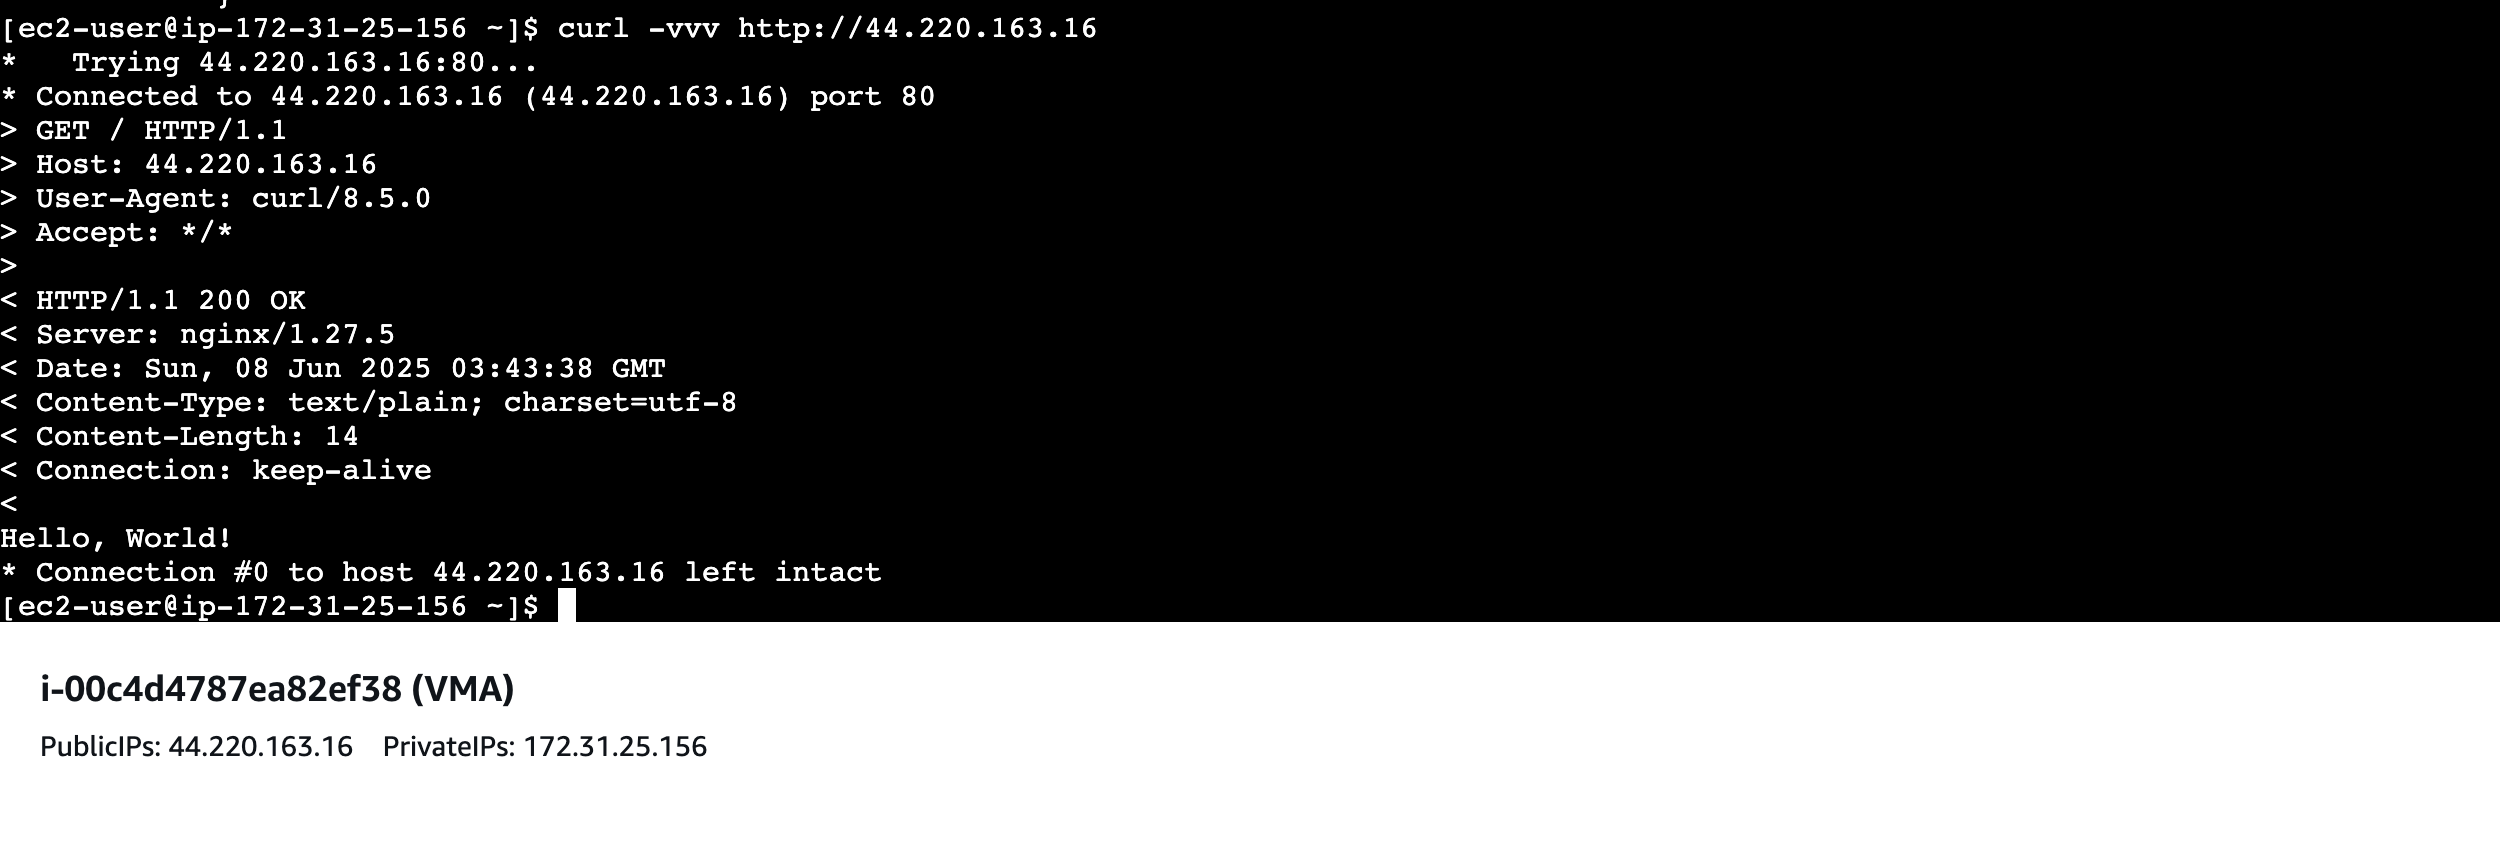 [ec2-user@ip-172-31-25-156 ~]$ curl -vvv http://44.220.163.16
*   Trying 44.220.163.16:80...
* Connected to 44.220.163.16 (44.220.163.16) port 80
> GET / HTTP/1.1
> Host: 44.220.163.16
> User-Agent: curl/8.5.0
> Accept: */*
>
< HTTP/1.1 200 OK
< Server: nginx/1.27.5
< Date: Sun, 08 Jun 2025 03:43:38 GMT
< Content-Type: text/plain; charset=utf-8
< Content-Length: 14
< Connection: keep-alive
<
Hello, World!
* Connection #0 to host 44.220.163.16 left intact
[ec2-user@ip-172-31-25-156 ~]$
i-00c4d4787ea82ef38 (VMA)
PublicIPs: 44.220.163.16    PrivateIPs: 172.31.25.156